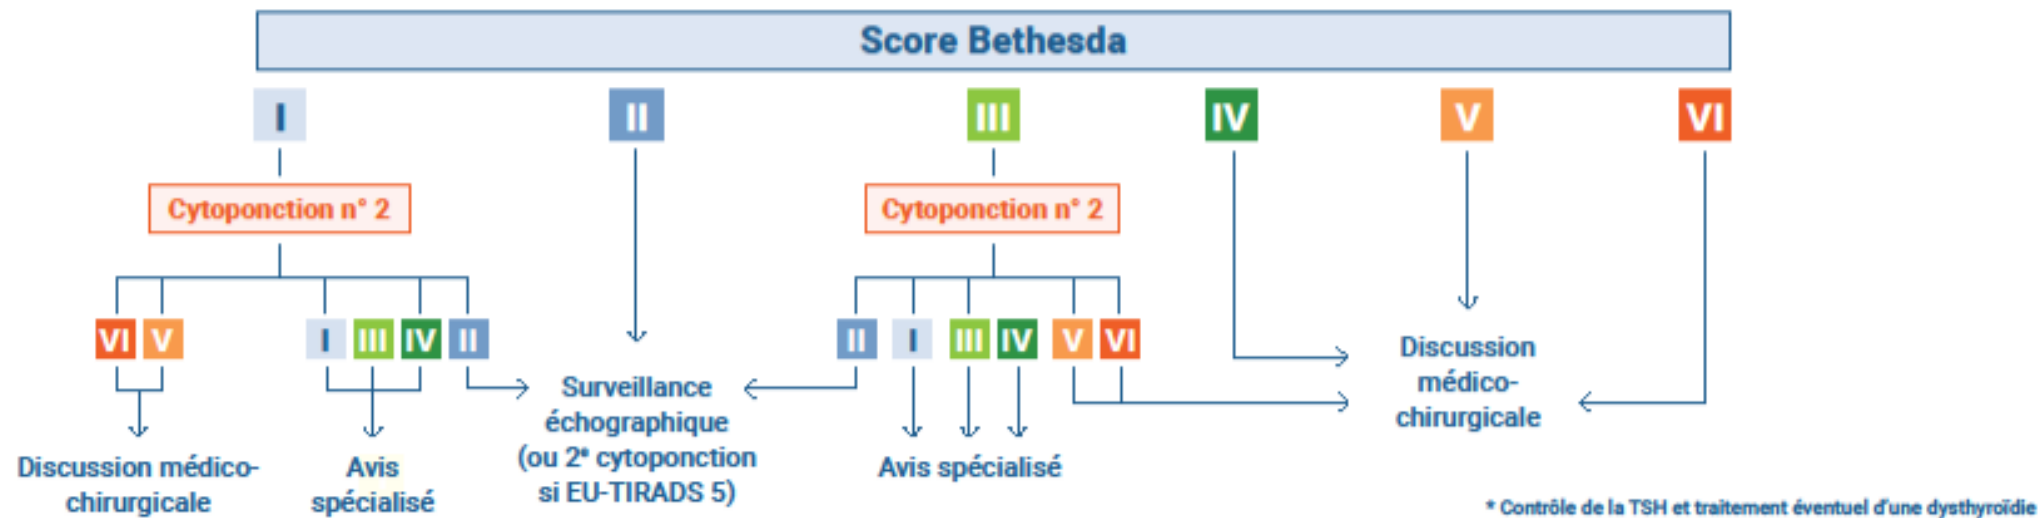 Score Bethesda
I II III IV V VI
Cytoponction n° 2 Cytoponction n° 2
VI V I III IV II II I III IV V VI
Discussion médico-
chirurgicale
Avis
spécialisé
Surveillance
échographique
(ou 2ᵉ cytoponction
si EU-TIRADS 5)
Avis spécialisé
Discussion
médico-
chirurgicale
* Contrôle de la TSH et traitement éventuel d'une dysthyroïdie